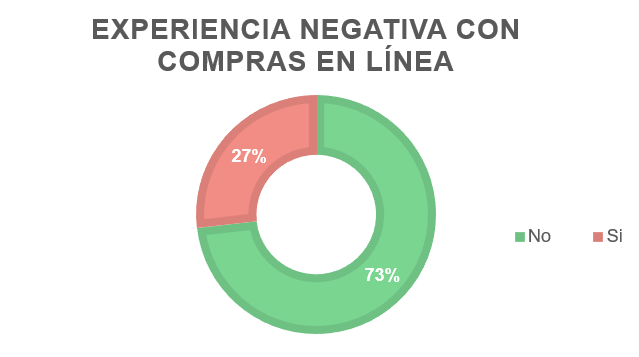 EXPERIENCIA NEGATIVA CON
COMPRAS EN LÍNEA
27%
73%
No
Si